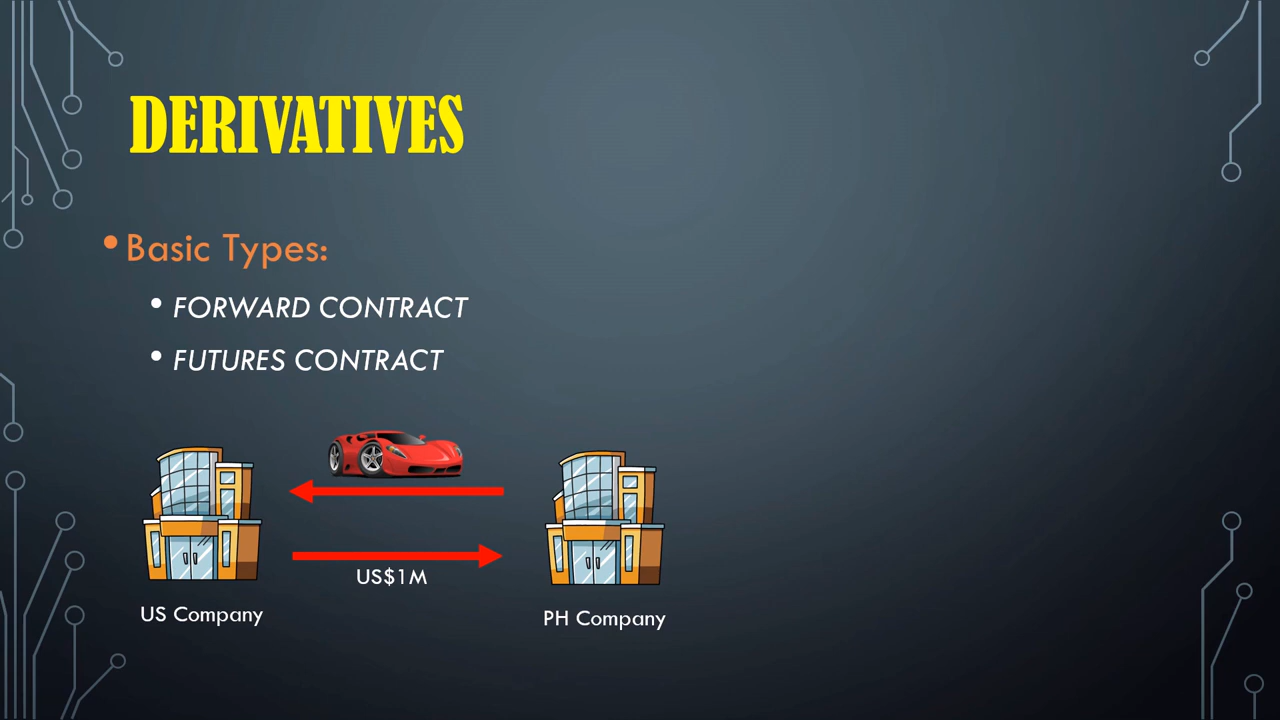 DERIVATIVES
• Basic Types:
• FORWARD CONTRACT
• FUTURES CONTRACT
US$1M
US Company
PH Company